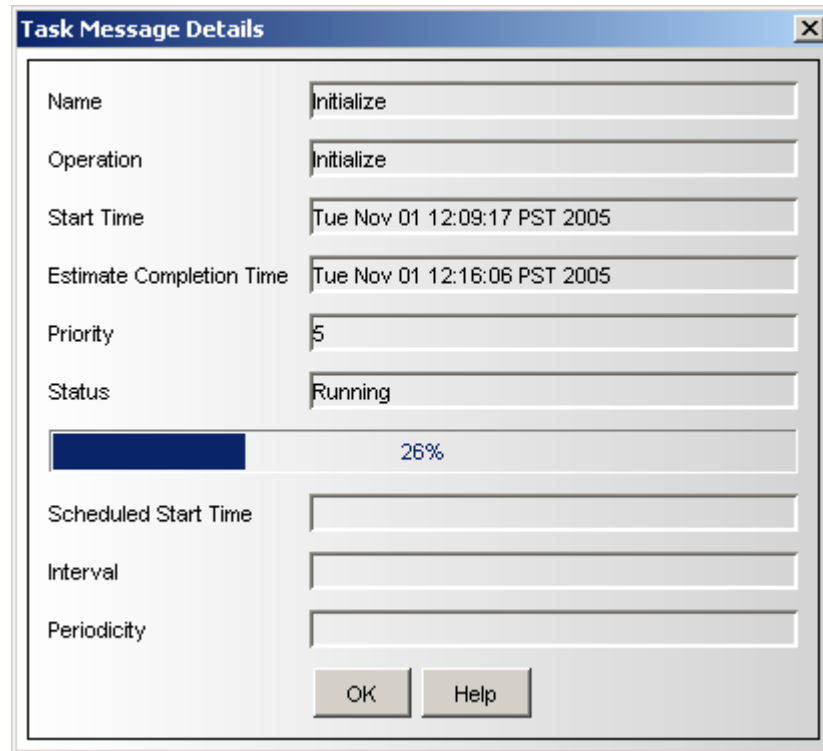 Task Message Details
Name Initialize
Operation Initialize
Start Time Tue Nov 01 12:09:17 PST 2005
Estimate Completion Time Tue Nov 01 12:16:06 PST 2005
Priority 5
Status Running
26%
Scheduled Start Time
Interval
Periodicity
OK Help